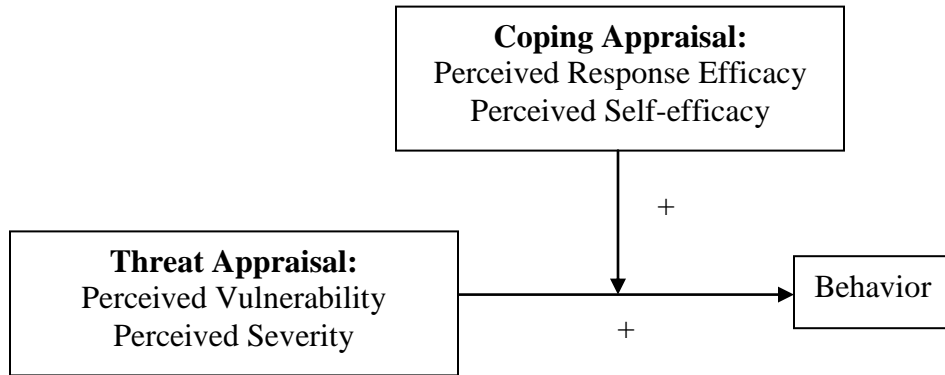 Coping Appraisal:
Perceived Response Efficacy
Perceived Self-efficacy
+
Threat Appraisal:
Perceived Vulnerability
Perceived Severity
Behavior
+